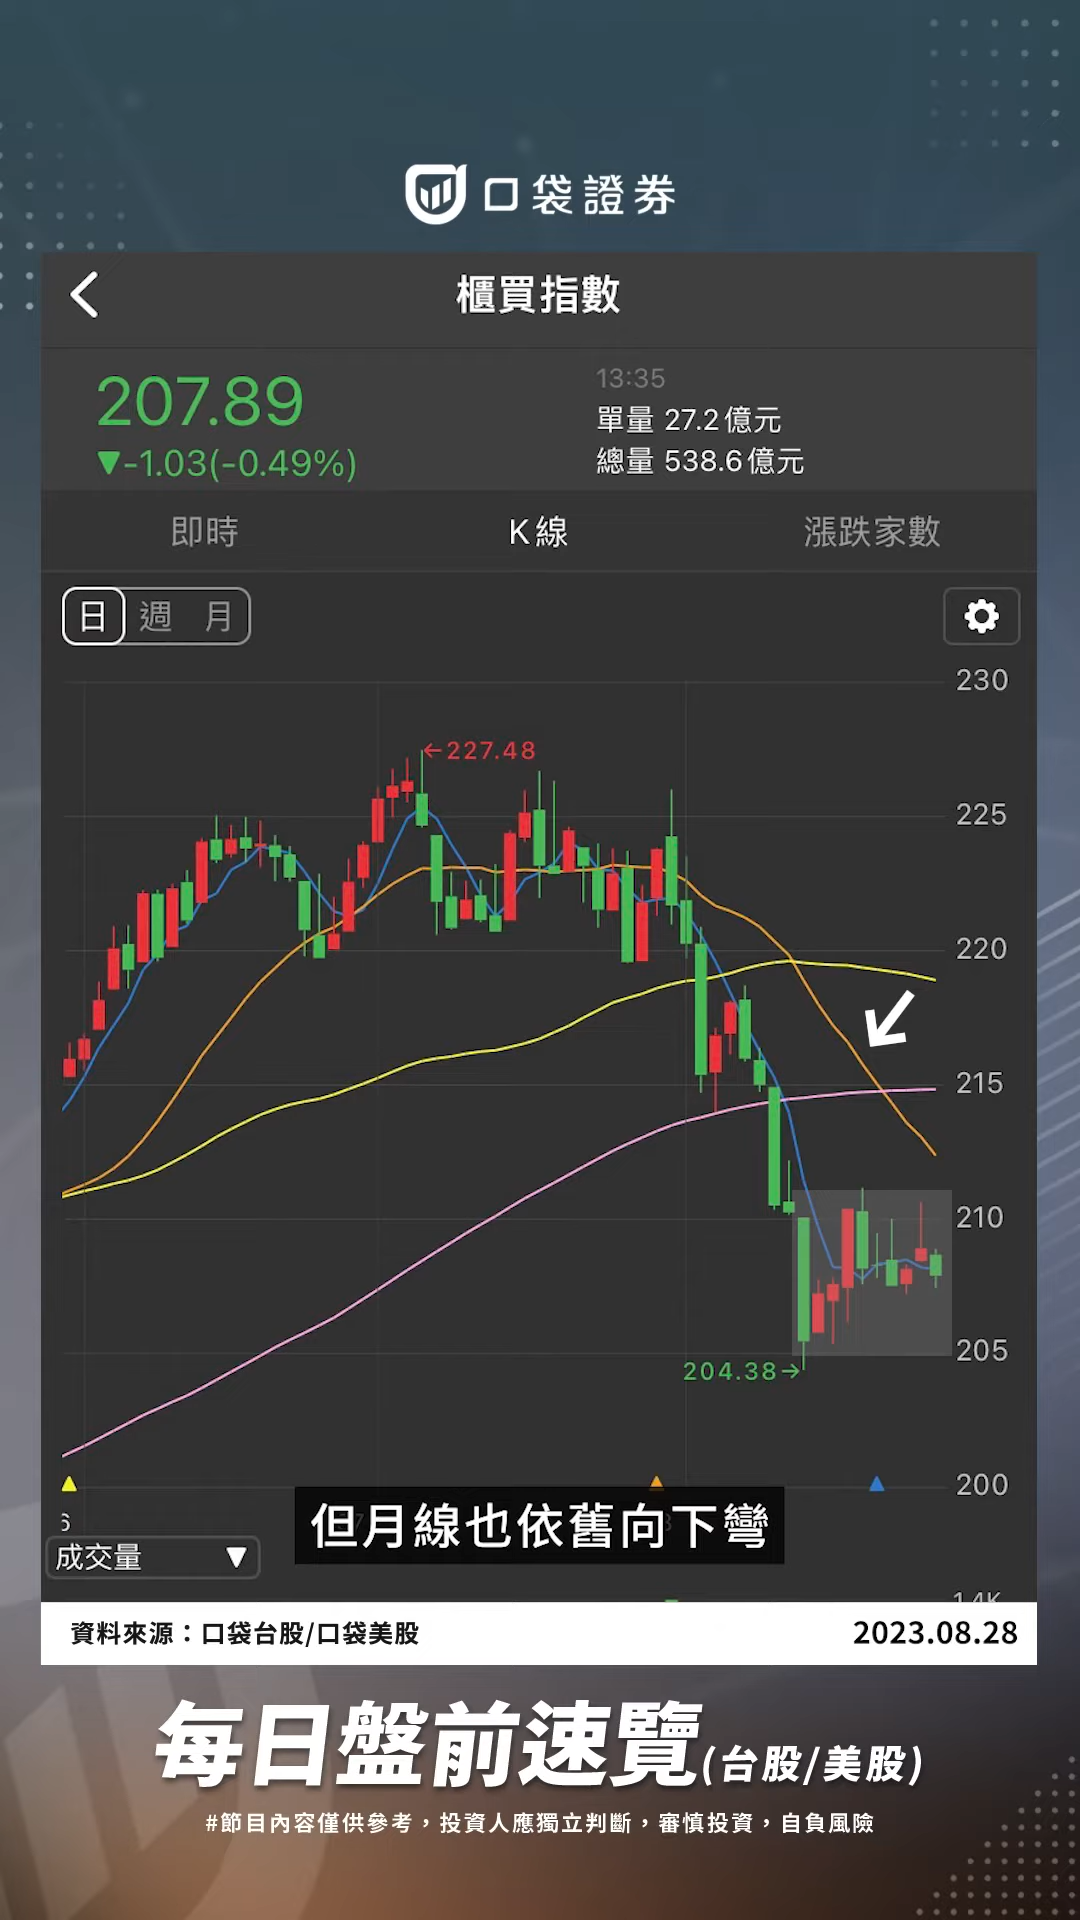 口袋證券
櫃買指數
207.89
▼-1.03(-0.49%)
13:35
單量 27.2億元
總量 538.6億元
即時
K線
漲跌家數
日 週 月
230
←227.48
225
220
215
210
205
204.38→
200
6
但月線也依舊向下彎
成交量 ▼
1.4K
資料來源：口袋台股/口袋美股
2023.08.28
每日盤前速覽(台股/美股)
#節目內容僅供參考，投資人應獨立判斷，審慎投資，自負風險